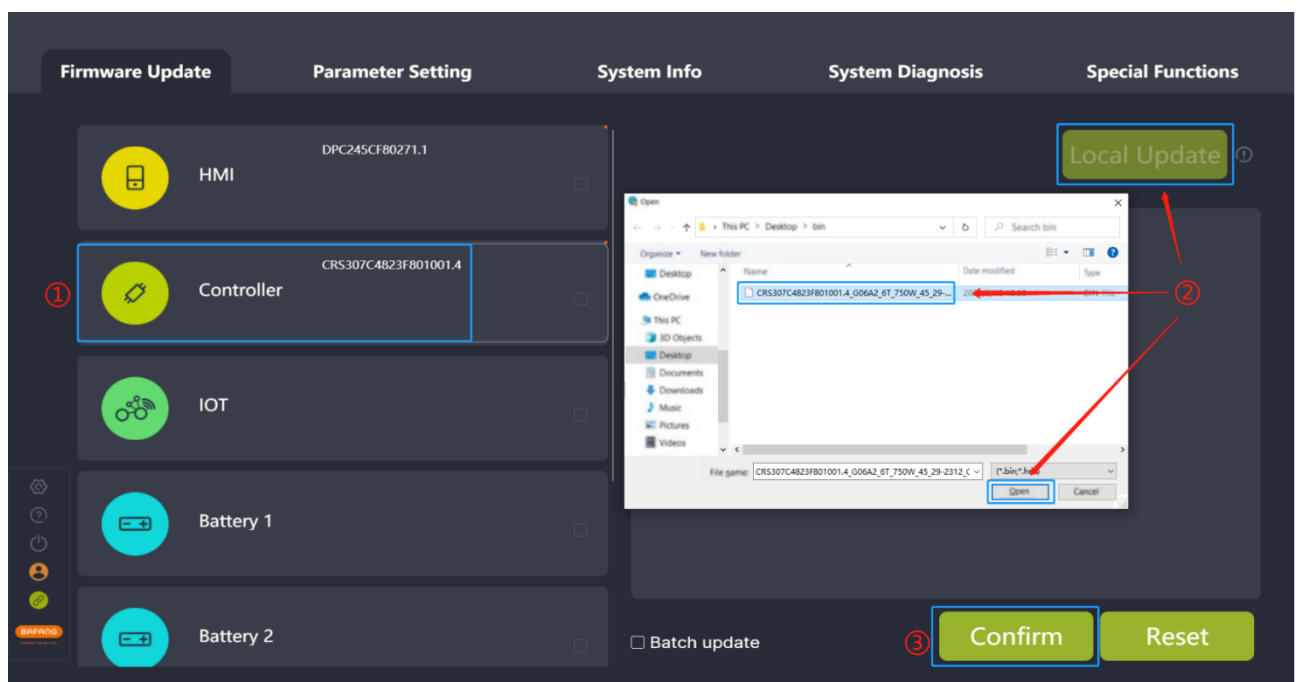 Firmware Update
Parameter Setting
System Info
System Diagnosis
Special Functions
DPC245CF80271.1
HMI
①
CRS307C4823F801001.4
Controller
IOT
Battery 1
Battery 2
BAFANG
Local Update
Open
This PC > Desktop > bin
Search bin
Organize
New folder
Desktop
OneDrive
This PC
3D Objects
Desktop
Documents
Downloads
Music
Pictures
Videos
Name
Date modified
Type
CRS307C4823F801001.4_G06A2_6T_750W_45_29-...
②
File name:
CRS307C4823F801001.4_G06A2_6T_750W_45_29-2312_C
Open
Cancel
Batch update
③
Confirm
Reset